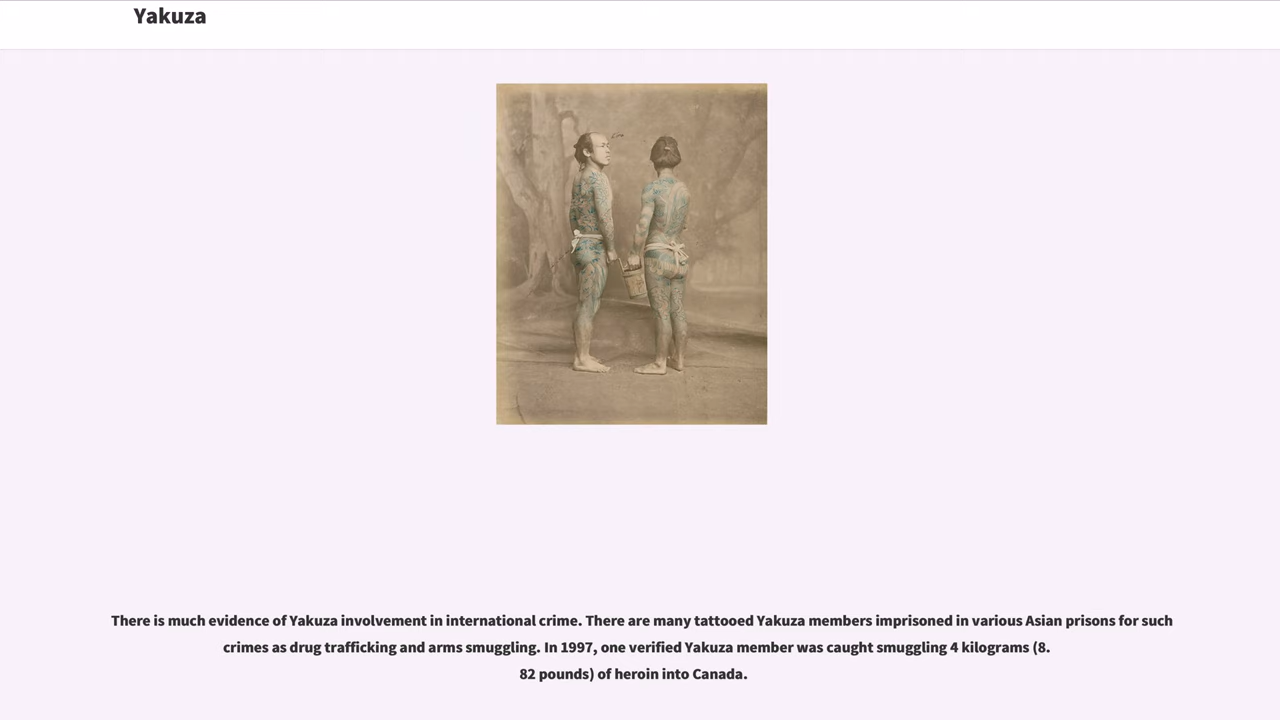 Yakuza
There is much evidence of Yakuza involvement in international crime. There are many tattooed Yakuza members imprisoned in various Asian prisons for such
crimes as drug trafficking and arms smuggling. In 1997, one verified Yakuza member was caught smuggling 4 kilograms (8.
82 pounds) of heroin into Canada.